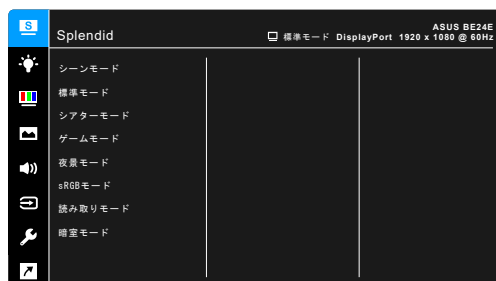 S
Splendid
ASUS BE24E
標準モード DisplayPort 1920 x 1080 @ 60Hz
シーンモード
標準モード
シアターモード
ゲームモード
夜景モード
sRGBモード
読み取りモード
暗室モード